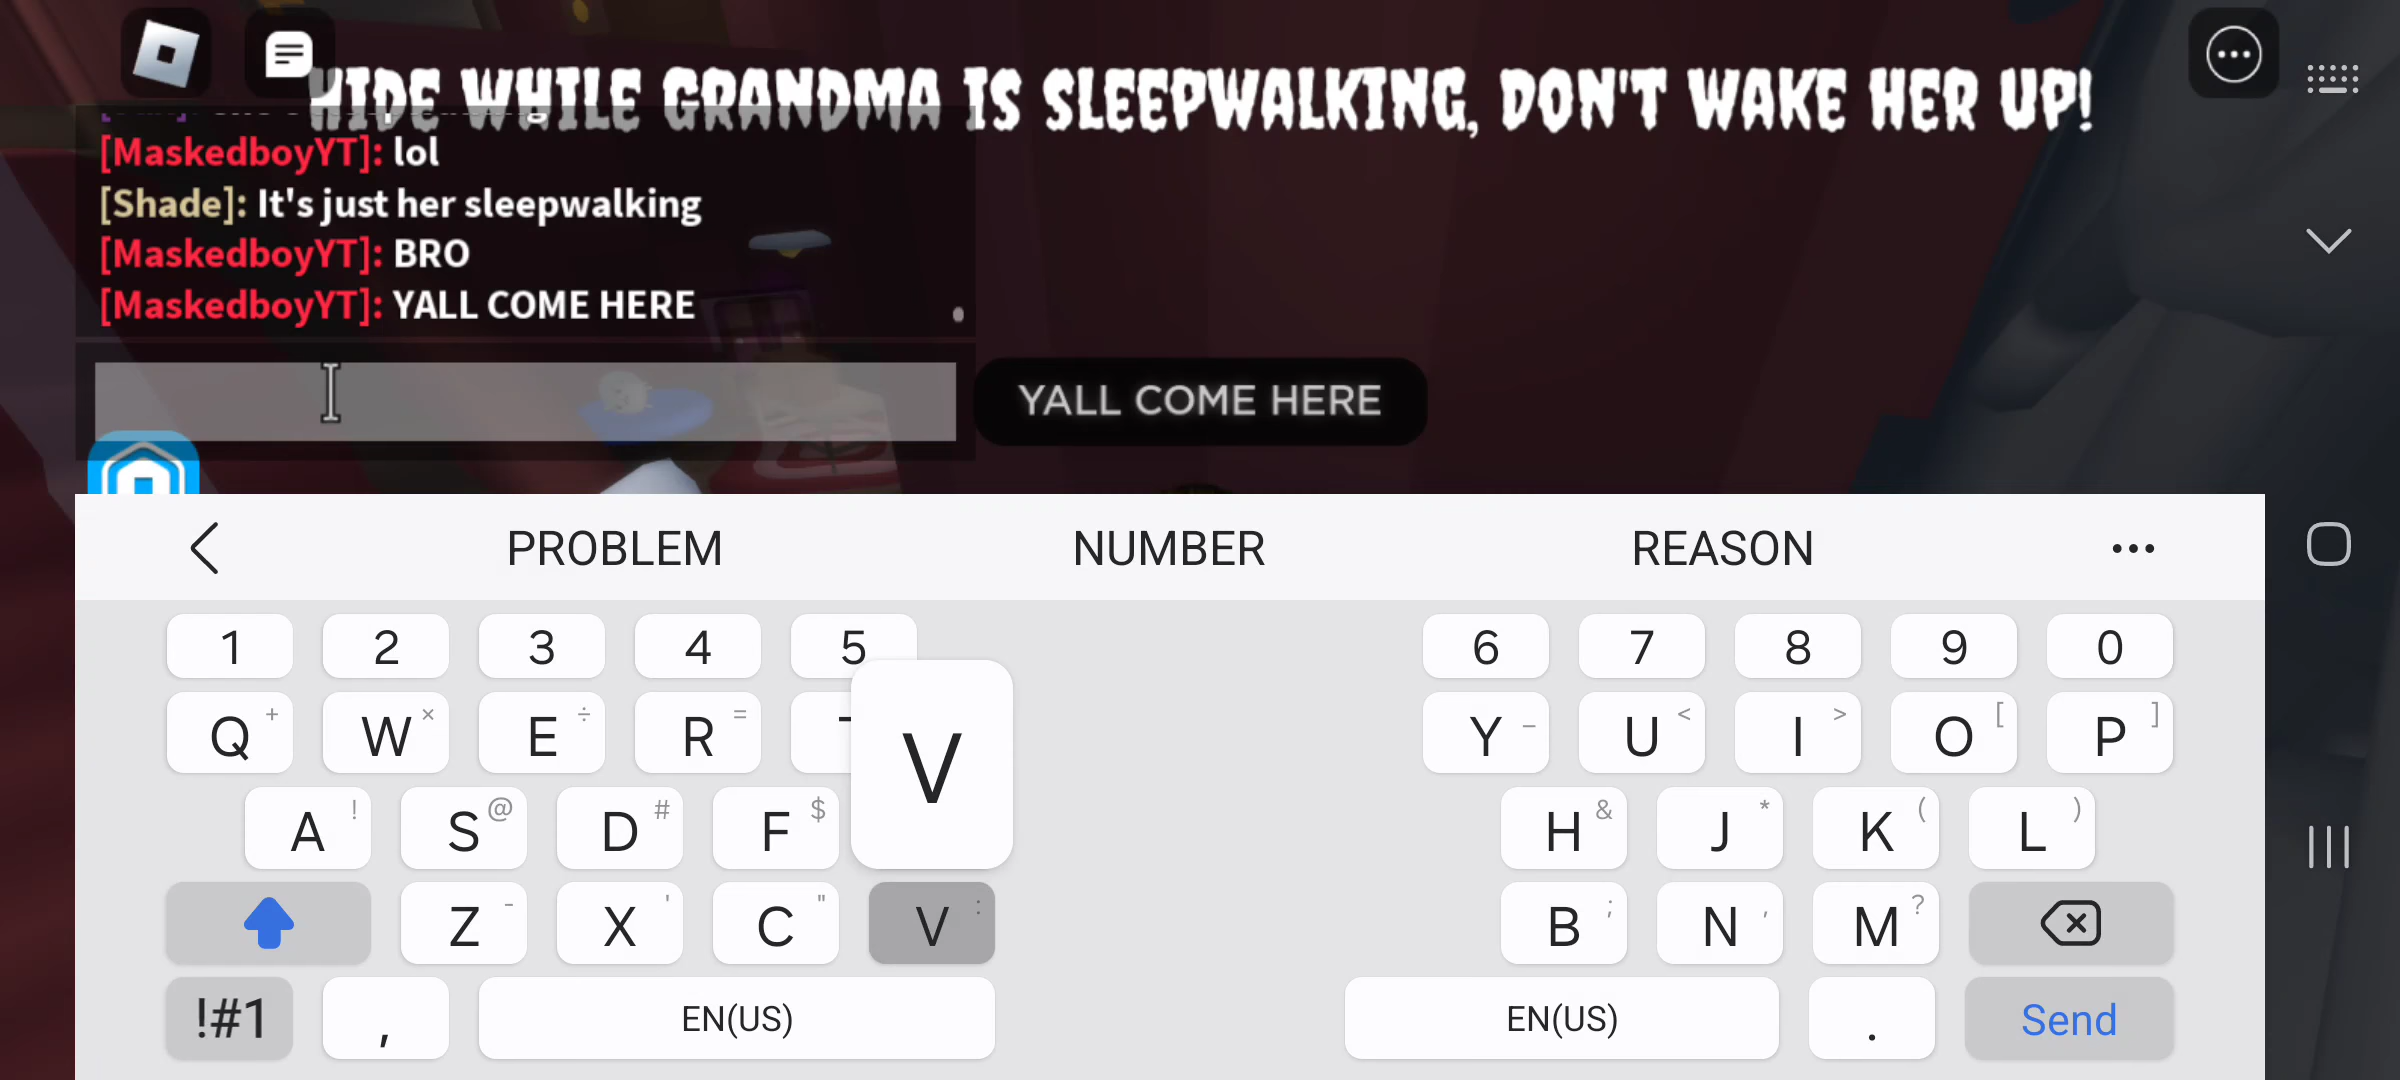 HIDE WHILE GRANDMA IS SLEEPWALKING, DON'T WAKE HER UP!
[MaskedboyYT]: lol
[Shade]: It's just her sleepwalking
[MaskedboyYT]: BRO
[MaskedboyYT]: YALL COME HERE
YALL COME HERE
PROBLEM NUMBER REASON
1 2 3 4 5 6 7 8 9 0
Q + W × E ÷ R = Y - U < I > O [ P ]
V
A ! S @ D # F $ H & J * K ( L )
Z - X ' C " V : B ; N , M ?
!#1 , EN(US) EN(US) . Send